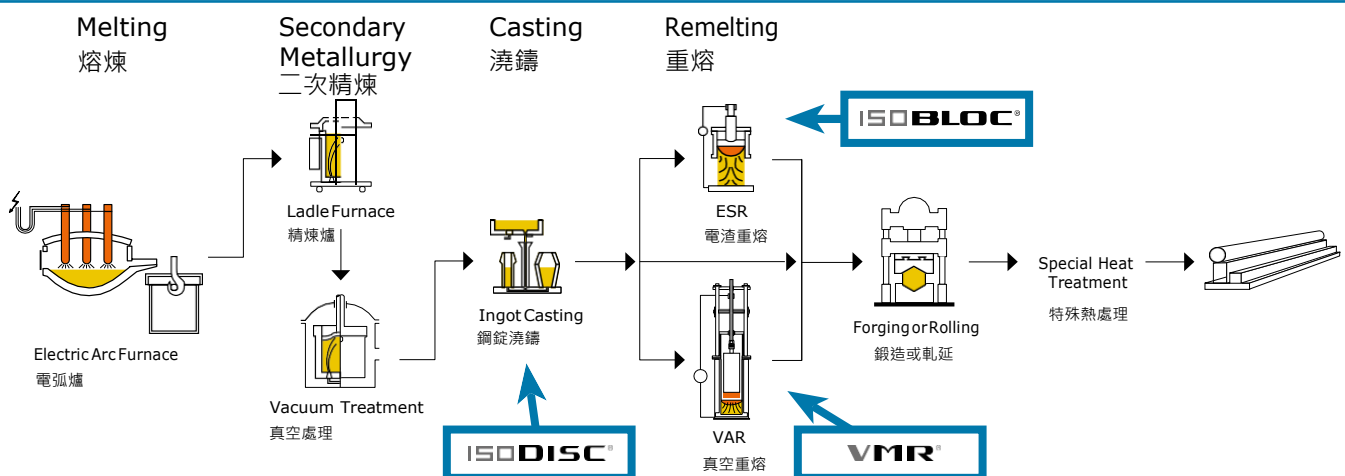 Melting
熔煉
Secondary
Metallurgy
二次精煉
Casting
澆鑄
Remelting
重熔
ISOBLOC®
Ladle Furnace
精煉爐
ESR
電渣重熔
Electric Arc Furnace
電弧爐
Vacuum Treatment
真空處理
Ingot Casting
鋼錠澆鑄
Forging or Rolling
鍛造或軋延
Special Heat
Treatment
特殊熱處理
VAR
真空重熔
ISODISC®
VMR®